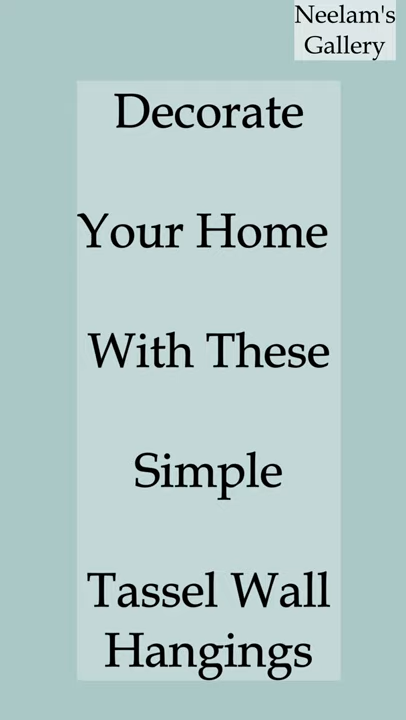 Neelam's
Gallery
Decorate
Your Home
With These
Simple
Tassel Wall
Hangings